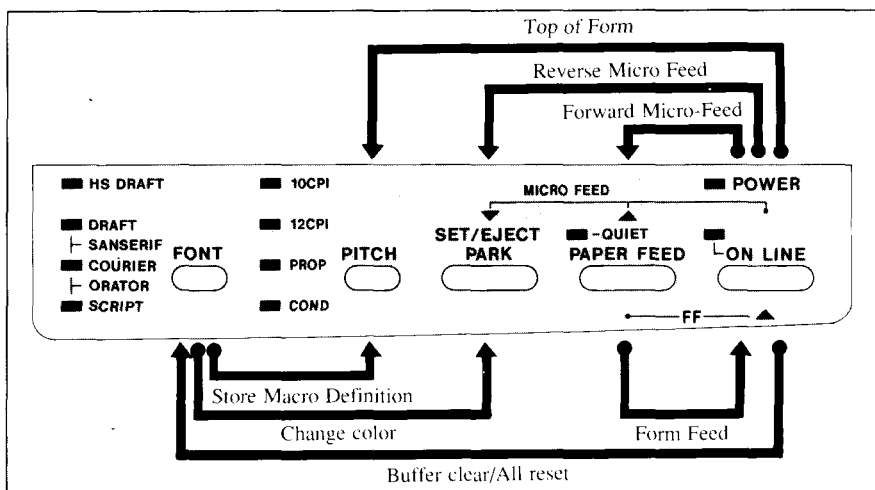 Top of Form
Reverse Micro Feed
Forward Micro-Feed
HS DRAFT
10CPI
MICRO FEED
POWER
DRAFT
12CPI
SANSERIF
SET/EJECT
-QUIET
FONT
PITCH
PARK
PAPER FEED
ON LINE
COURIER
PROP
ORATOR
SCRIPT
COND
FF
Store Macro Definition
Change color
Form Feed
Buffer clear/All reset